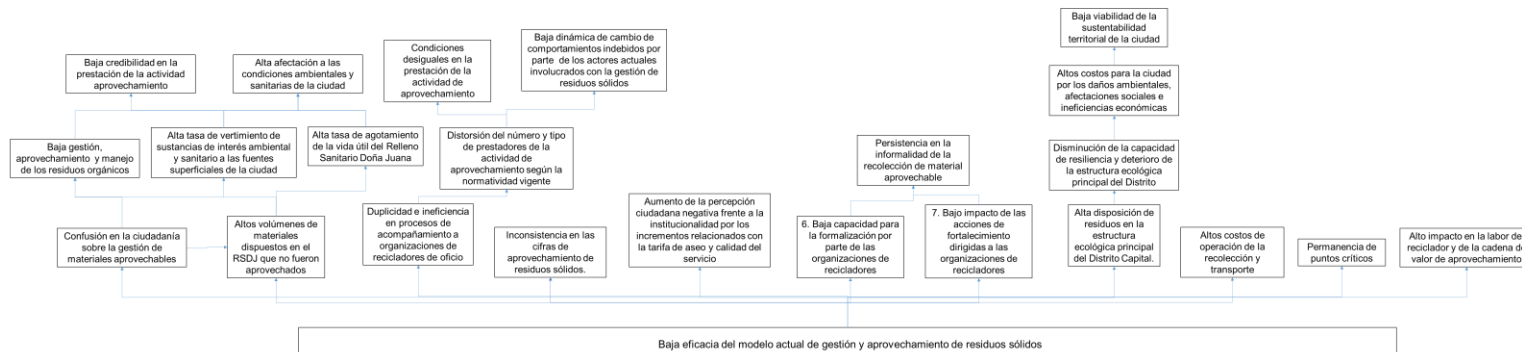 Baja viabilidad de la
sustentabilidad
territorial de la ciudad
Baja credibilidad en la
prestación de la actividad
aprovechamiento
Alta afectación a las
condiciones ambientales y
sanitarias de la ciudad
Condiciones
desiguales en la
prestación de la
actividad de
aprovechamiento
Baja dinámica de cambio de
comportamientos indebidos por
parte de los actores actuales
involucrados con la gestión de
residuos sólidos
Altos costos para la ciudad
por los daños ambientales,
afectaciones sociales e
ineficiencias económicas
Baja gestión,
aprovechamiento y manejo
de los residuos orgánicos
Alta tasa de vertimiento de
sustancias de interés ambiental
y sanitario a las fuentes
superficiales de la ciudad
Alta tasa de agotamiento
de la vida útil del Relleno
Sanitario Doña Juana
Distorsión del número y tipo
de prestadores de la
actividad de
aprovechamiento según la
normatividad vigente
Persistencia en la
informalidad de la
recolección de material
aprovechable
Disminución de la capacidad
de resiliencia y deterioro de
la estructura ecológica
principal del Distrito
Confusión en la ciudadanía
sobre la gestión de
materiales aprovechables
Altos volúmenes de
materiales
dispuestos en el
RSDJ que no fueron
aprovechados
Duplicidad e ineficiencia
en procesos de
acompañamiento a
organizaciones de
recicladores de oficio
Inconsistencia en las
cifras de
aprovechamiento de
residuos sólidos.
Aumento de la percepción
ciudadana negativa frente a la
institucionalidad por los
incrementos relacionados con
la tarifa de aseo y calidad del
servicio
6. Baja capacidad para
la formalización por
parte de las
organizaciones de
recicladores
7. Bajo impacto de las
acciones de
fortalecimiento
dirigidas a las
organizaciones de
recicladores
Alta disposición de
residuos en la
estructura
ecológica principal
del Distrito Capital.
Altos costos de
operación de la
recolección y
transporte
Permanencia de
puntos críticos
Alto impacto en la labor de
reciclador y de la cadena de
valor de aprovechamiento
Baja eficacia del modelo actual de gestión y aprovechamiento de residuos sólidos